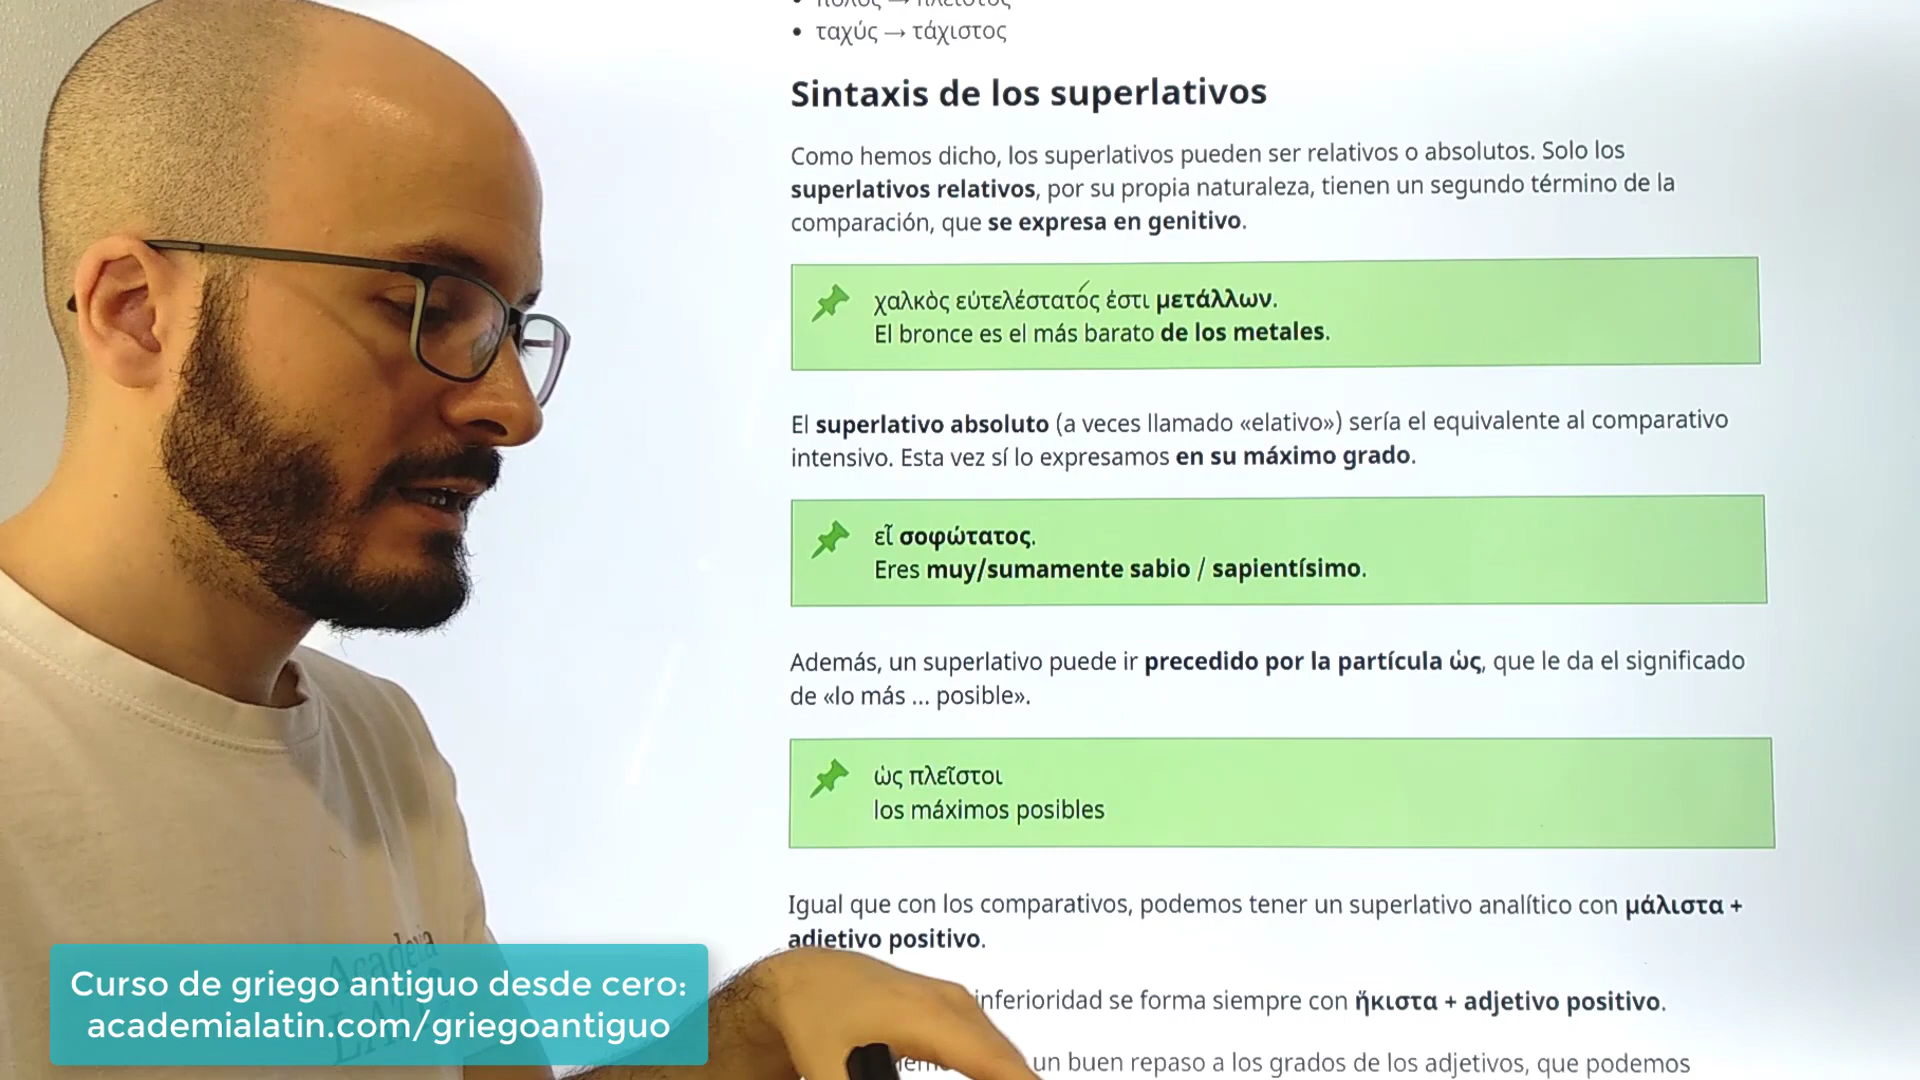 • πολύς → πλεῖστος
• ταχύς → τάχιστος
Sintaxis de los superlativos
Como hemos dicho, los superlativos pueden ser relativos o absolutos. Solo los
superlativos relativos, por su propia naturaleza, tienen un segundo término de la
comparación, que se expresa en genitivo.
χαλκὸς εὐτελέστατός ἐστι μετάλλων.
El bronce es el más barato de los metales.
El superlativo absoluto (a veces llamado «elativo») sería el equivalente al comparativo
intensivo. Esta vez sí lo expresamos en su máximo grado.
εἶ σοφώτατος.
Eres muy/sumamente sabio / sapientísimo.
Además, un superlativo puede ir precedido por la partícula ὡς, que le da el significado
de «lo más ... posible».
ὡς πλεῖστοι
los máximos posibles
Igual que con los comparativos, podemos tener un superlativo analítico con μάλιστα +
adjetivo positivo.
inferioridad se forma siempre con ἥκιστα + adjetivo positivo.
un buen repaso a los grados de los adjetivos, que podemos
Academia
Curso de griego antiguo desde cero:
academialatin.com/griegoantiguo